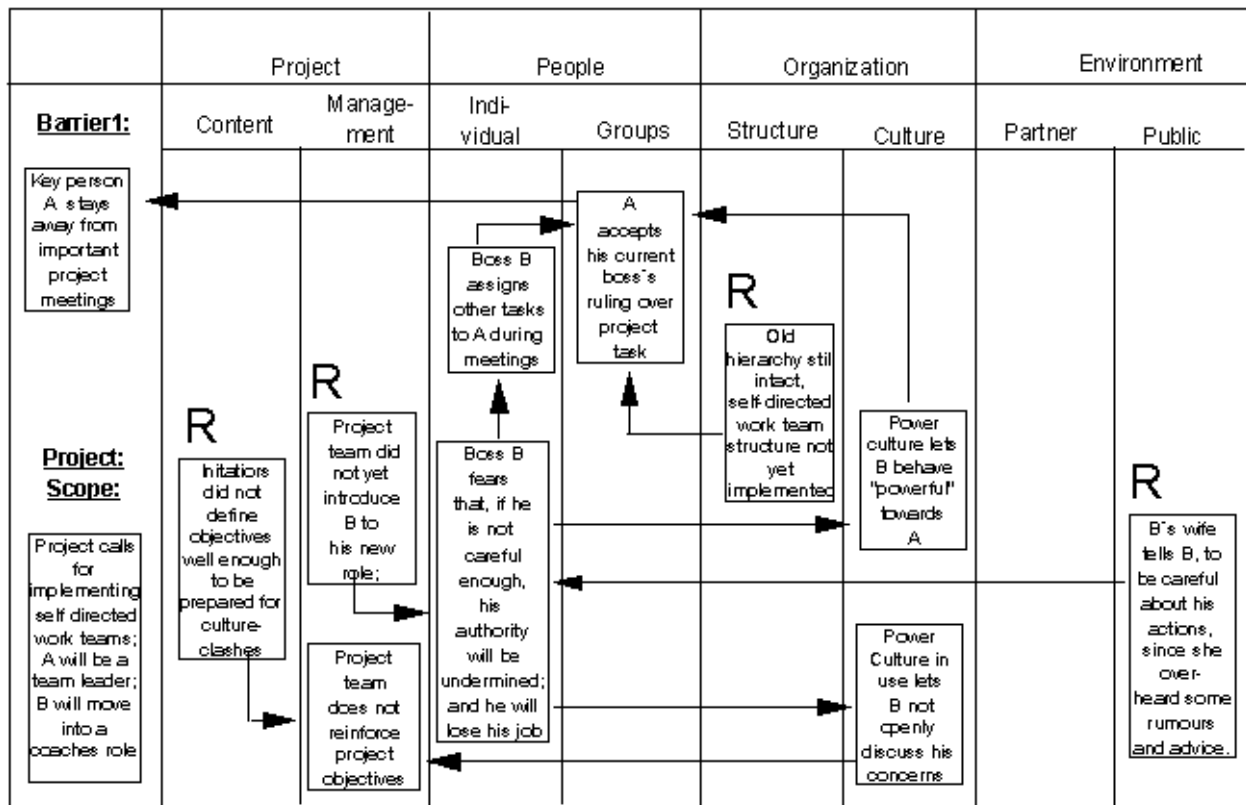 Project
People
Organization
Environment
Barrier1:
Content
Manage-
ment
Indi-
vidual
Groups
Structure
Culture
Partner
Public
Key person
A stays
away from
important
project
meetings
A
accepts
his current
boss`s
ruling over
project
task
Boss B
assigns
other tasks
to A during
meetings
R
Old
hierarchy still
intact,
self-directed
work team
structure not
yet
implemented
R
Project
team did
not yet
introduce
B to
his new
role;
R
Initatiors
did not
define
objectives
well enough
to be
prepared for
culture-
clashes
Boss B
fears
that, if he
is not
careful
enough,
his
authority
will be
undermined;
and he will
lose his job
Power
culture lets
B behave
"powerful"
towards
A
R
B`s wife
tells B, to
be careful
about his
actions,
since she
over-
heard some
rumours
and advice.
Project:
Scope:
Project calls
for
implementing
self directed
work teams;
A will be a
team leader;
B will move
into a
coaches role
Project
team
does not
reinforce
project
objectives
Power
Culture in
use lets
B not
openly
discuss his
concerns